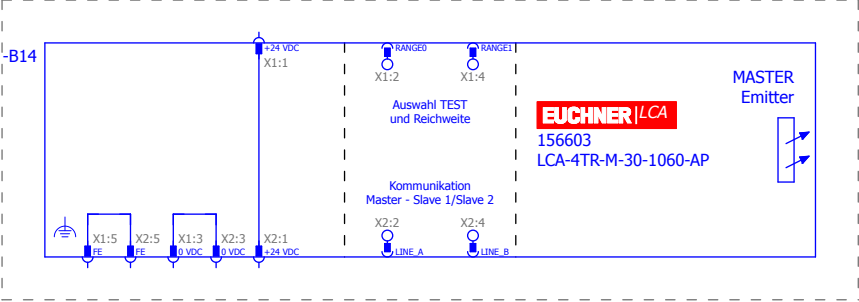 -B14
+24 VDC
X1:1
RANGE0
X1:2
RANGE1
X1:4
Auswahl TEST
und Reichweite
EUCHNER LCA
156603
LCA-4TR-M-30-1060-AP
MASTER
Emitter
Kommunikation
Master - Slave 1/Slave 2
X1:5
FE
X2:5
FE
X1:3
0 VDC
X2:3
0 VDC
X2:1
+24 VDC
X2:2
LINE_A
X2:4
LINE_B